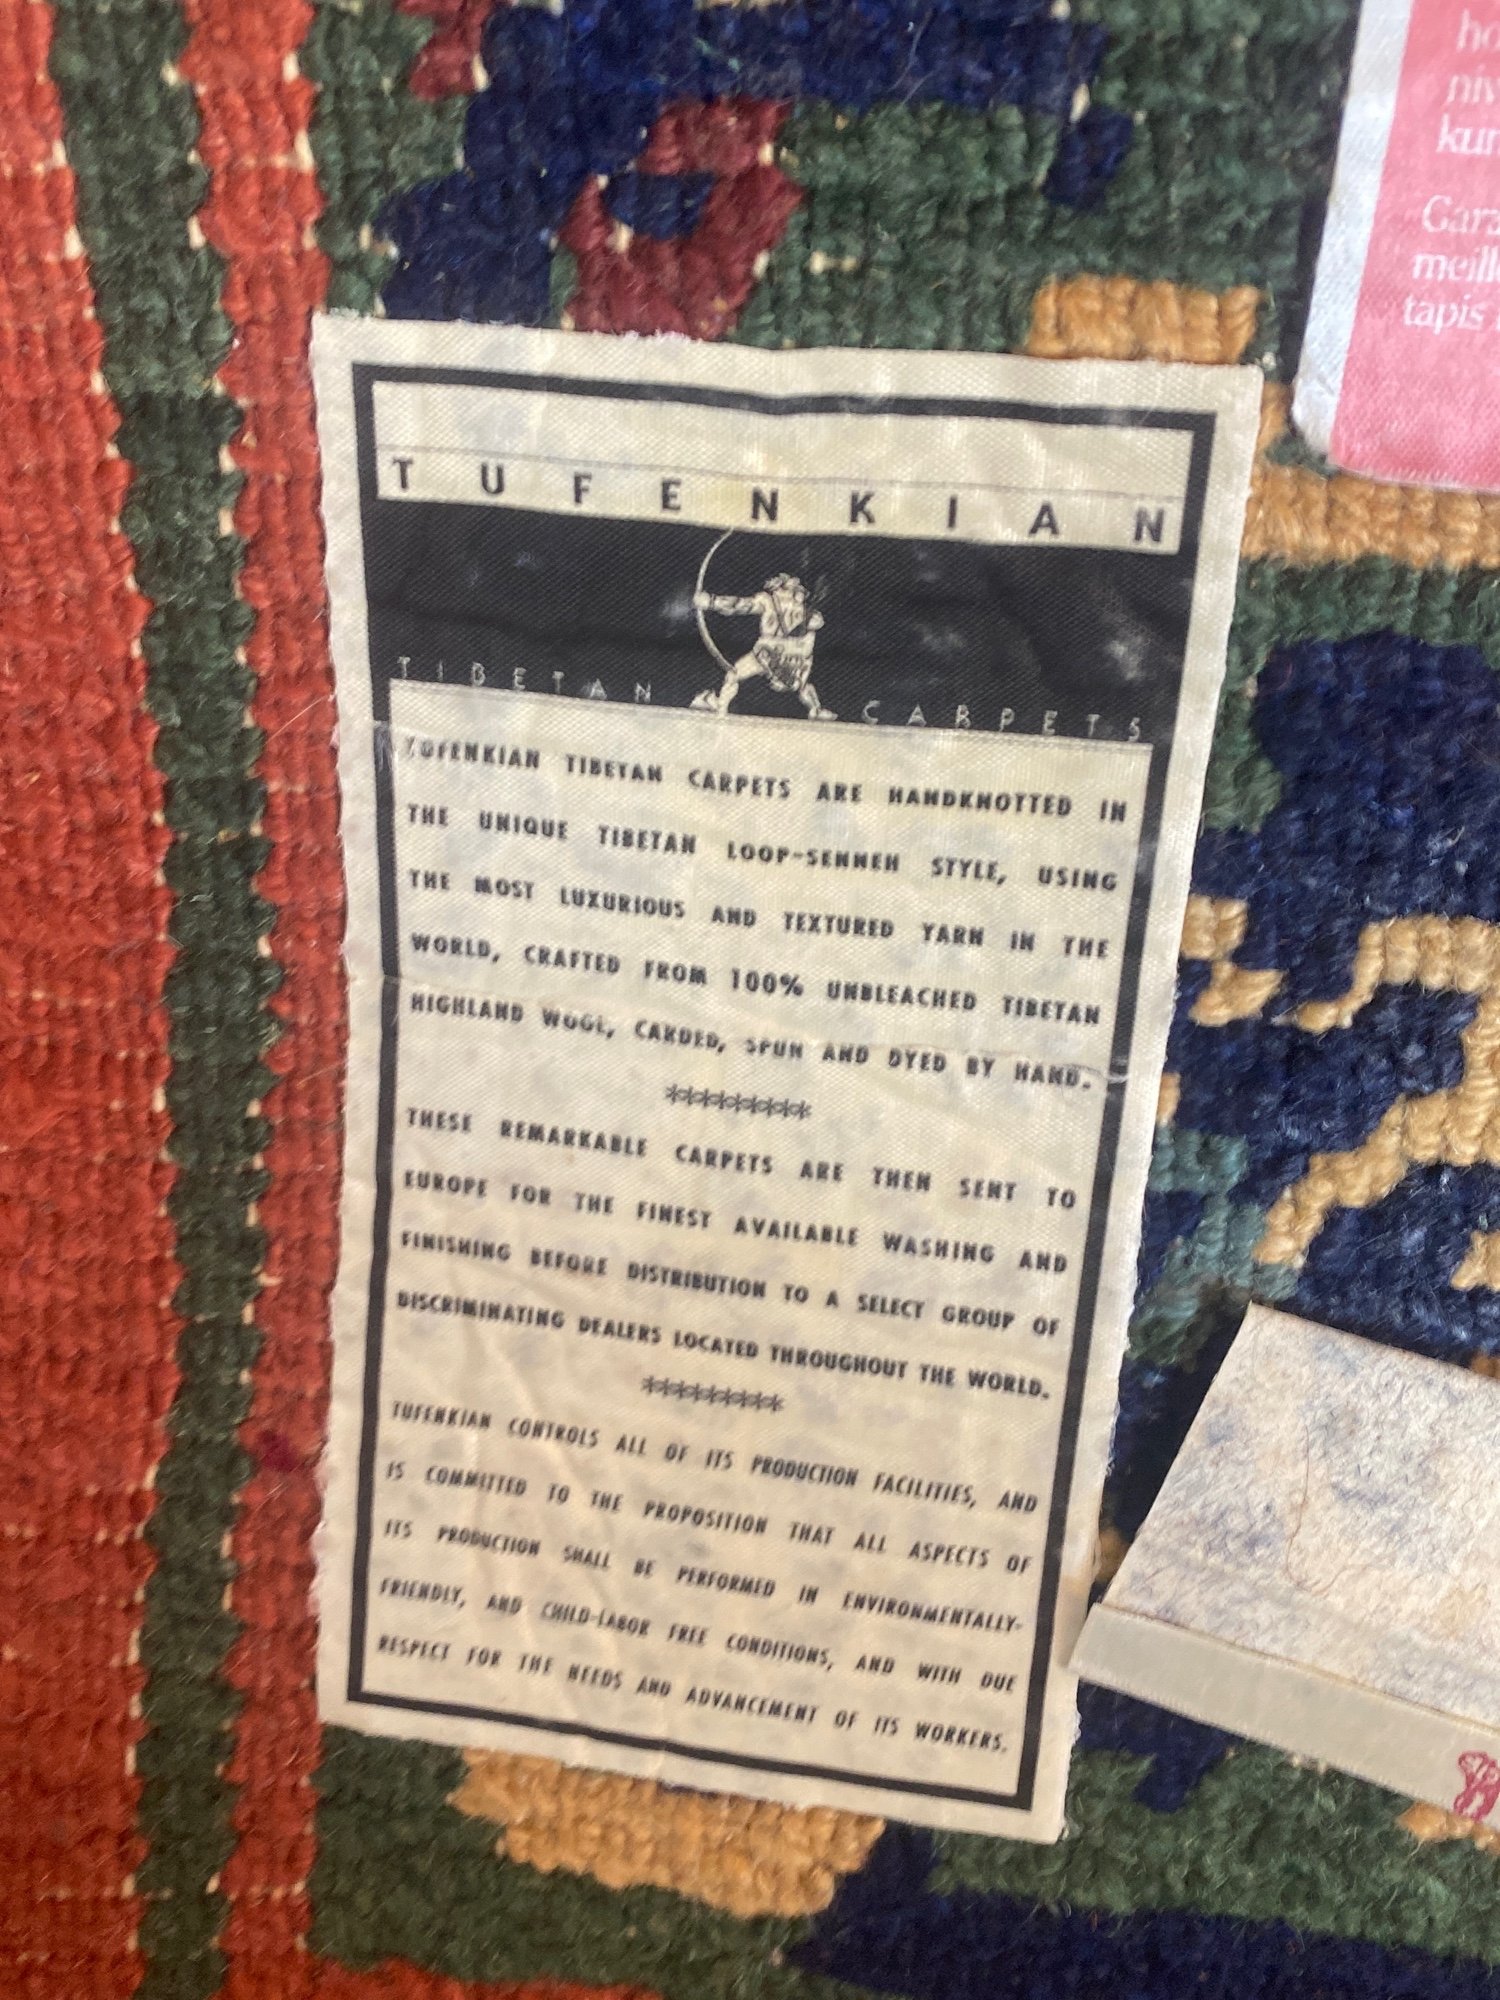 TUFENKIAN
TIBETAN CARPETS
TUFENKIAN TIBETAN CARPETS ARE HANDKNOTTED IN
THE UNIQUE TIBETAN LOOP-SENNEH STYLE, USING
THE MOST LUXURIOUS AND TEXTURED YARN IN THE
WORLD, CRAFTED FROM 100% UNBLEACHED TIBETAN
HIGHLAND WOOL, CARDED, SPUN AND DYED BY HAND.
*********
THESE REMARKABLE CARPETS ARE THEN SENT TO
EUROPE FOR THE FINEST AVAILABLE WASHING AND
FINISHING BEFORE DISTRIBUTION TO A SELECT GROUP OF
DISCRIMINATING DEALERS LOCATED THROUGHOUT THE WORLD.
*********
TUFENKIAN CONTROLS ALL OF ITS PRODUCTION FACILITIES, AND
IS COMMITTED TO THE PROPOSITION THAT ALL ASPECTS OF
ITS PRODUCTION SHALL BE PERFORMED IN ENVIRONMENTALLY-
FRIENDLY, AND CHILD-LABOR FREE CONDITIONS, AND WITH DUE
RESPECT FOR THE NEEDS AND ADVANCEMENT OF ITS WORKERS.
ho
niv
kun
Gara
meill
tapis